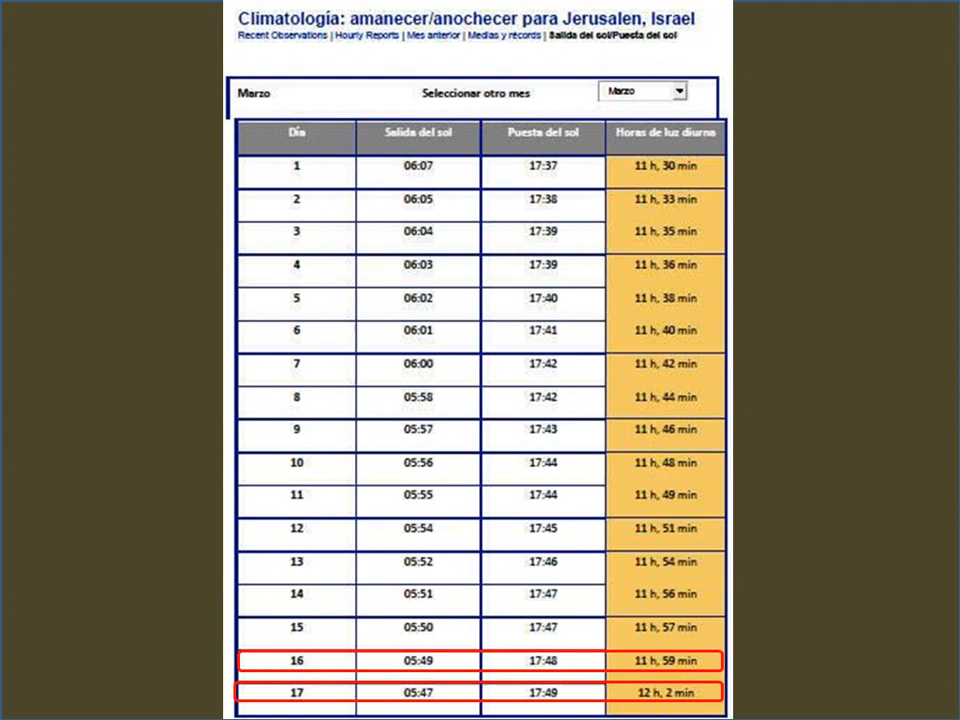 Climatología: amanecer/anochecer para Jerusalen, Israel
Recent Observations | Hourly Reports | Mes anterior | Medias y récords | Salida del sol/Puesta del sol
Marzo Seleccionar otro mes Marzo
Día Salida del sol Puesta del sol Horas de luz diurna
1 06:07 17:37 11 h, 30 min
2 06:05 17:38 11 h, 33 min
3 06:04 17:39 11 h, 35 min
4 06:03 17:39 11 h, 36 min
5 06:02 17:40 11 h, 38 min
6 06:01 17:41 11 h, 40 min
7 06:00 17:42 11 h, 42 min
8 05:58 17:42 11 h, 44 min
9 05:57 17:43 11 h, 46 min
10 05:56 17:44 11 h, 48 min
11 05:55 17:44 11 h, 49 min
12 05:54 17:45 11 h, 51 min
13 05:52 17:46 11 h, 54 min
14 05:51 17:47 11 h, 56 min
15 05:50 17:47 11 h, 57 min
16 05:49 17:48 11 h, 59 min
17 05:47 17:49 12 h, 2 min